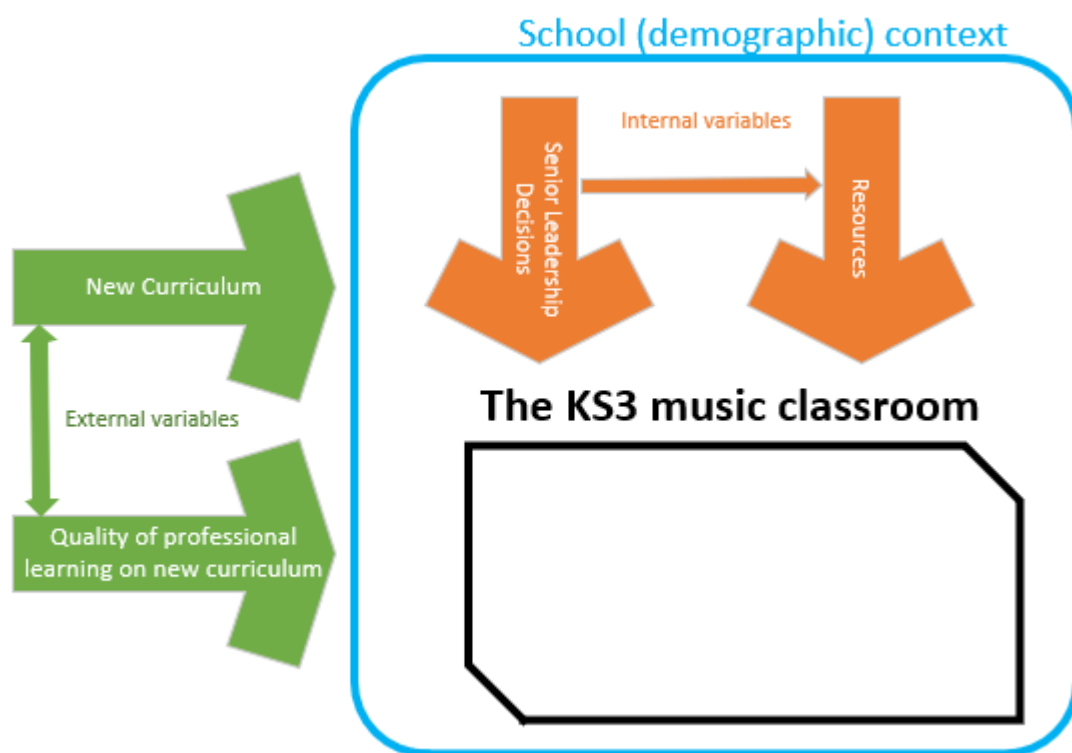 School (demographic) context
Internal variables
Senior Leadership
Decisions
Resources
New Curriculum
External variables
Quality of professional
learning on new curriculum
The KS3 music classroom